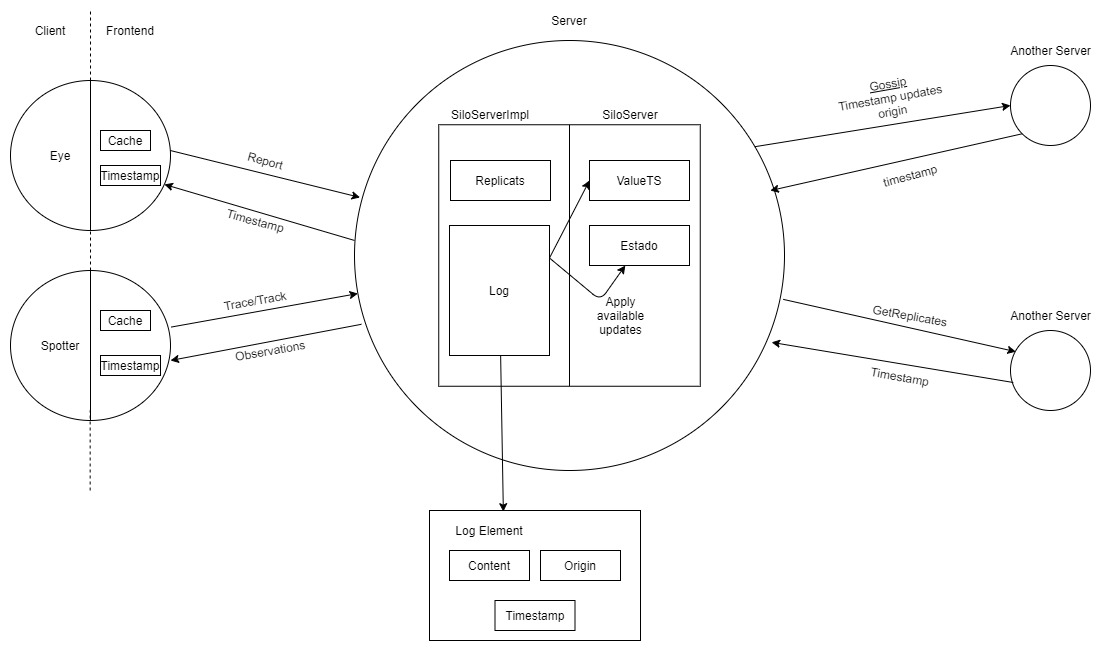 Client
Frontend
Server
Another Server
Eye
Cache
Timestamp
Report
Timestamp
Spotter
Cache
Timestamp
Trace/Track
Observations
SiloServerImpl
SiloServer
Replicats
ValueTS
Log
Estado
Apply
available
updates
Gossip
Timestamp updates
origin
timestamp
GetReplicates
Timestamp
Another Server
Log Element
Content
Origin
Timestamp